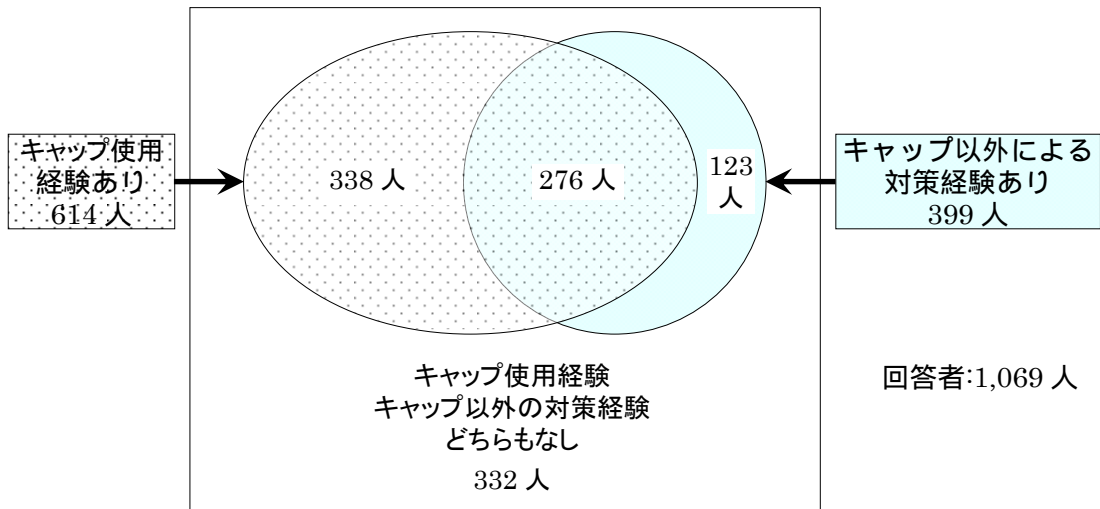 キャップ使用
経験あり
614 人
338 人
276 人
123
人
キャップ以外による
対策経験あり
399 人
キャップ使用経験
キャップ以外の対策経験
どちらもなし
332 人
回答者:1,069 人